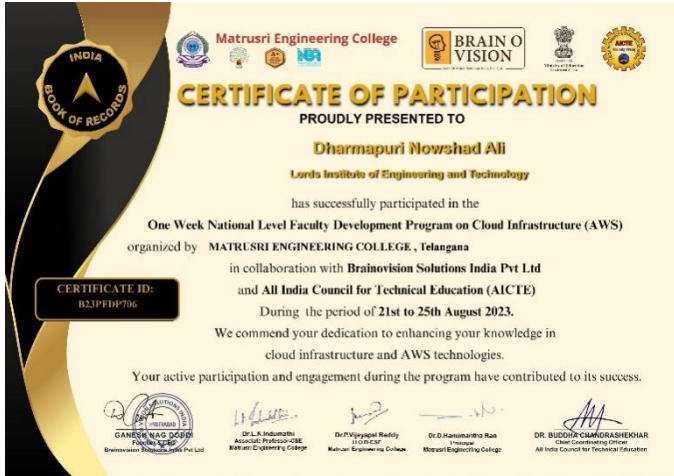 INDIA
BOOK OF RECORDS
Matrusri Engineering College
BRAIN O
VISION
CERTIFICATE OF PARTICIPATION
PROUDLY PRESENTED TO
Dharmapuri Nowshad Ali
Lords Institute of Engineering and Technology
has successfully participated in the
One Week National Level Faculty Development Program on Cloud Infrastructure (AWS)
organized by MATRUSRI ENGINEERING COLLEGE , Telangana
in collaboration with Brainovision Solutions India Pvt Ltd
and All India Council for Technical Education (AICTE)
During the period of 21st to 25th August 2023.
CERTIFICATE ID:
B23PFDP706
We commend your dedication to enhancing your knowledge in
cloud infrastructure and AWS technologies.
Your active participation and engagement during the program have contributed to its success.
GANESH NAG DODDI
Founder
Brainovision Solutions India Pvt Ltd
Dr.L.K.Indumathi
Associate Professor-CSE
Matrusri Engineering College
Dr.P.Vijayapal Reddy
H O D-CSE
Matrusri Engineering College
Dr.D.Hanumantha Rao
Principal
Matrusri Engineering College
DR. BUDDHA CHANDRASHEKHAR
Chief Coordinating Officer
All India Council for Technical Education